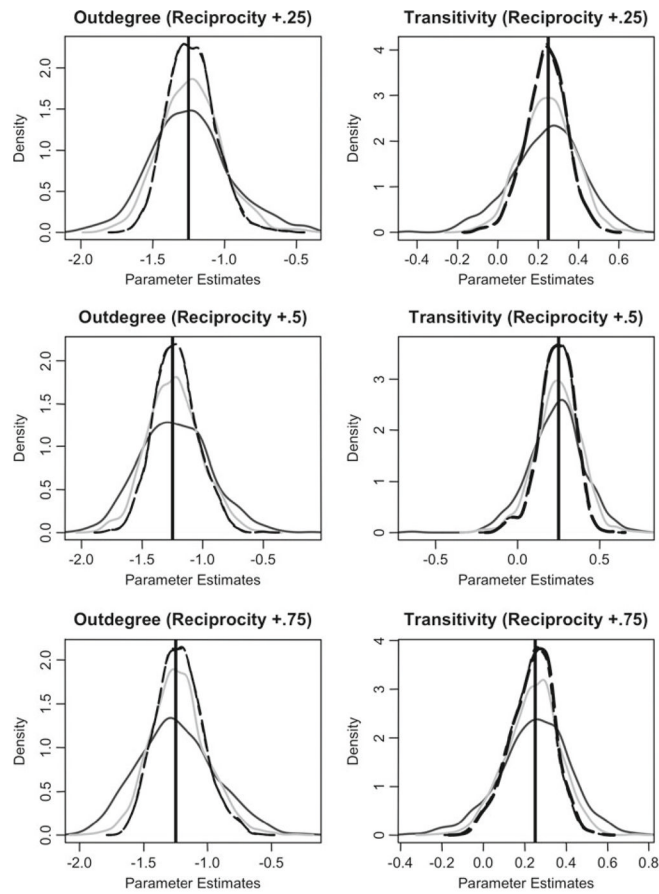 Outdegree (Reciprocity +.25)
Density
0.0 0.5 1.0 1.5 2.0
-2.0 -1.5 -1.0 -0.5
Parameter Estimates
Transitivity (Reciprocity +.25)
Density
0 1 2 3 4
-0.4 -0.2 0.0 0.2 0.4 0.6
Parameter Estimates
Outdegree (Reciprocity +.5)
Density
0.0 0.5 1.0 1.5 2.0
-2.0 -1.5 -1.0 -0.5
Parameter Estimates
Transitivity (Reciprocity +.5)
Density
0 1 2 3
-0.5 0.0 0.5
Parameter Estimates
Outdegree (Reciprocity +.75)
Density
0.0 0.5 1.0 1.5 2.0
-2.0 -1.5 -1.0 -0.5
Parameter Estimates
Transitivity (Reciprocity +.75)
Density
0 1 2 3 4
-0.4 -0.2 0.0 0.2 0.4 0.6 0.8
Parameter Estimates